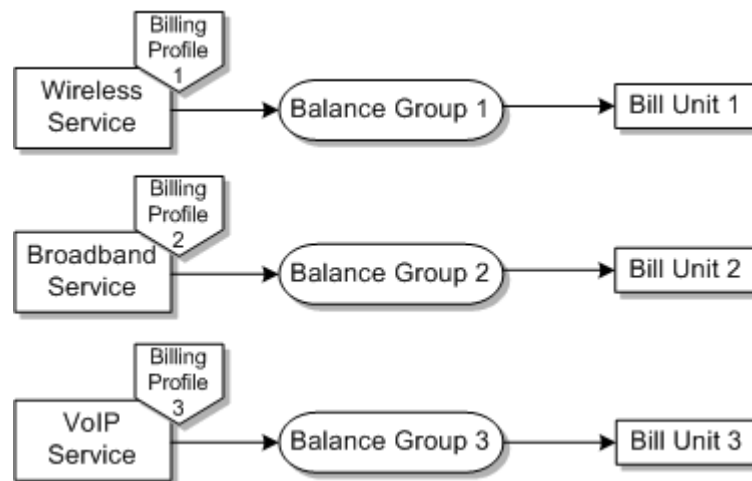 Billing
Profile
1
Wireless
Service
Balance Group 1
Bill Unit 1
Billing
Profile
2
Broadband
Service
Balance Group 2
Bill Unit 2
Billing
Profile
3
VoIP
Service
Balance Group 3
Bill Unit 3